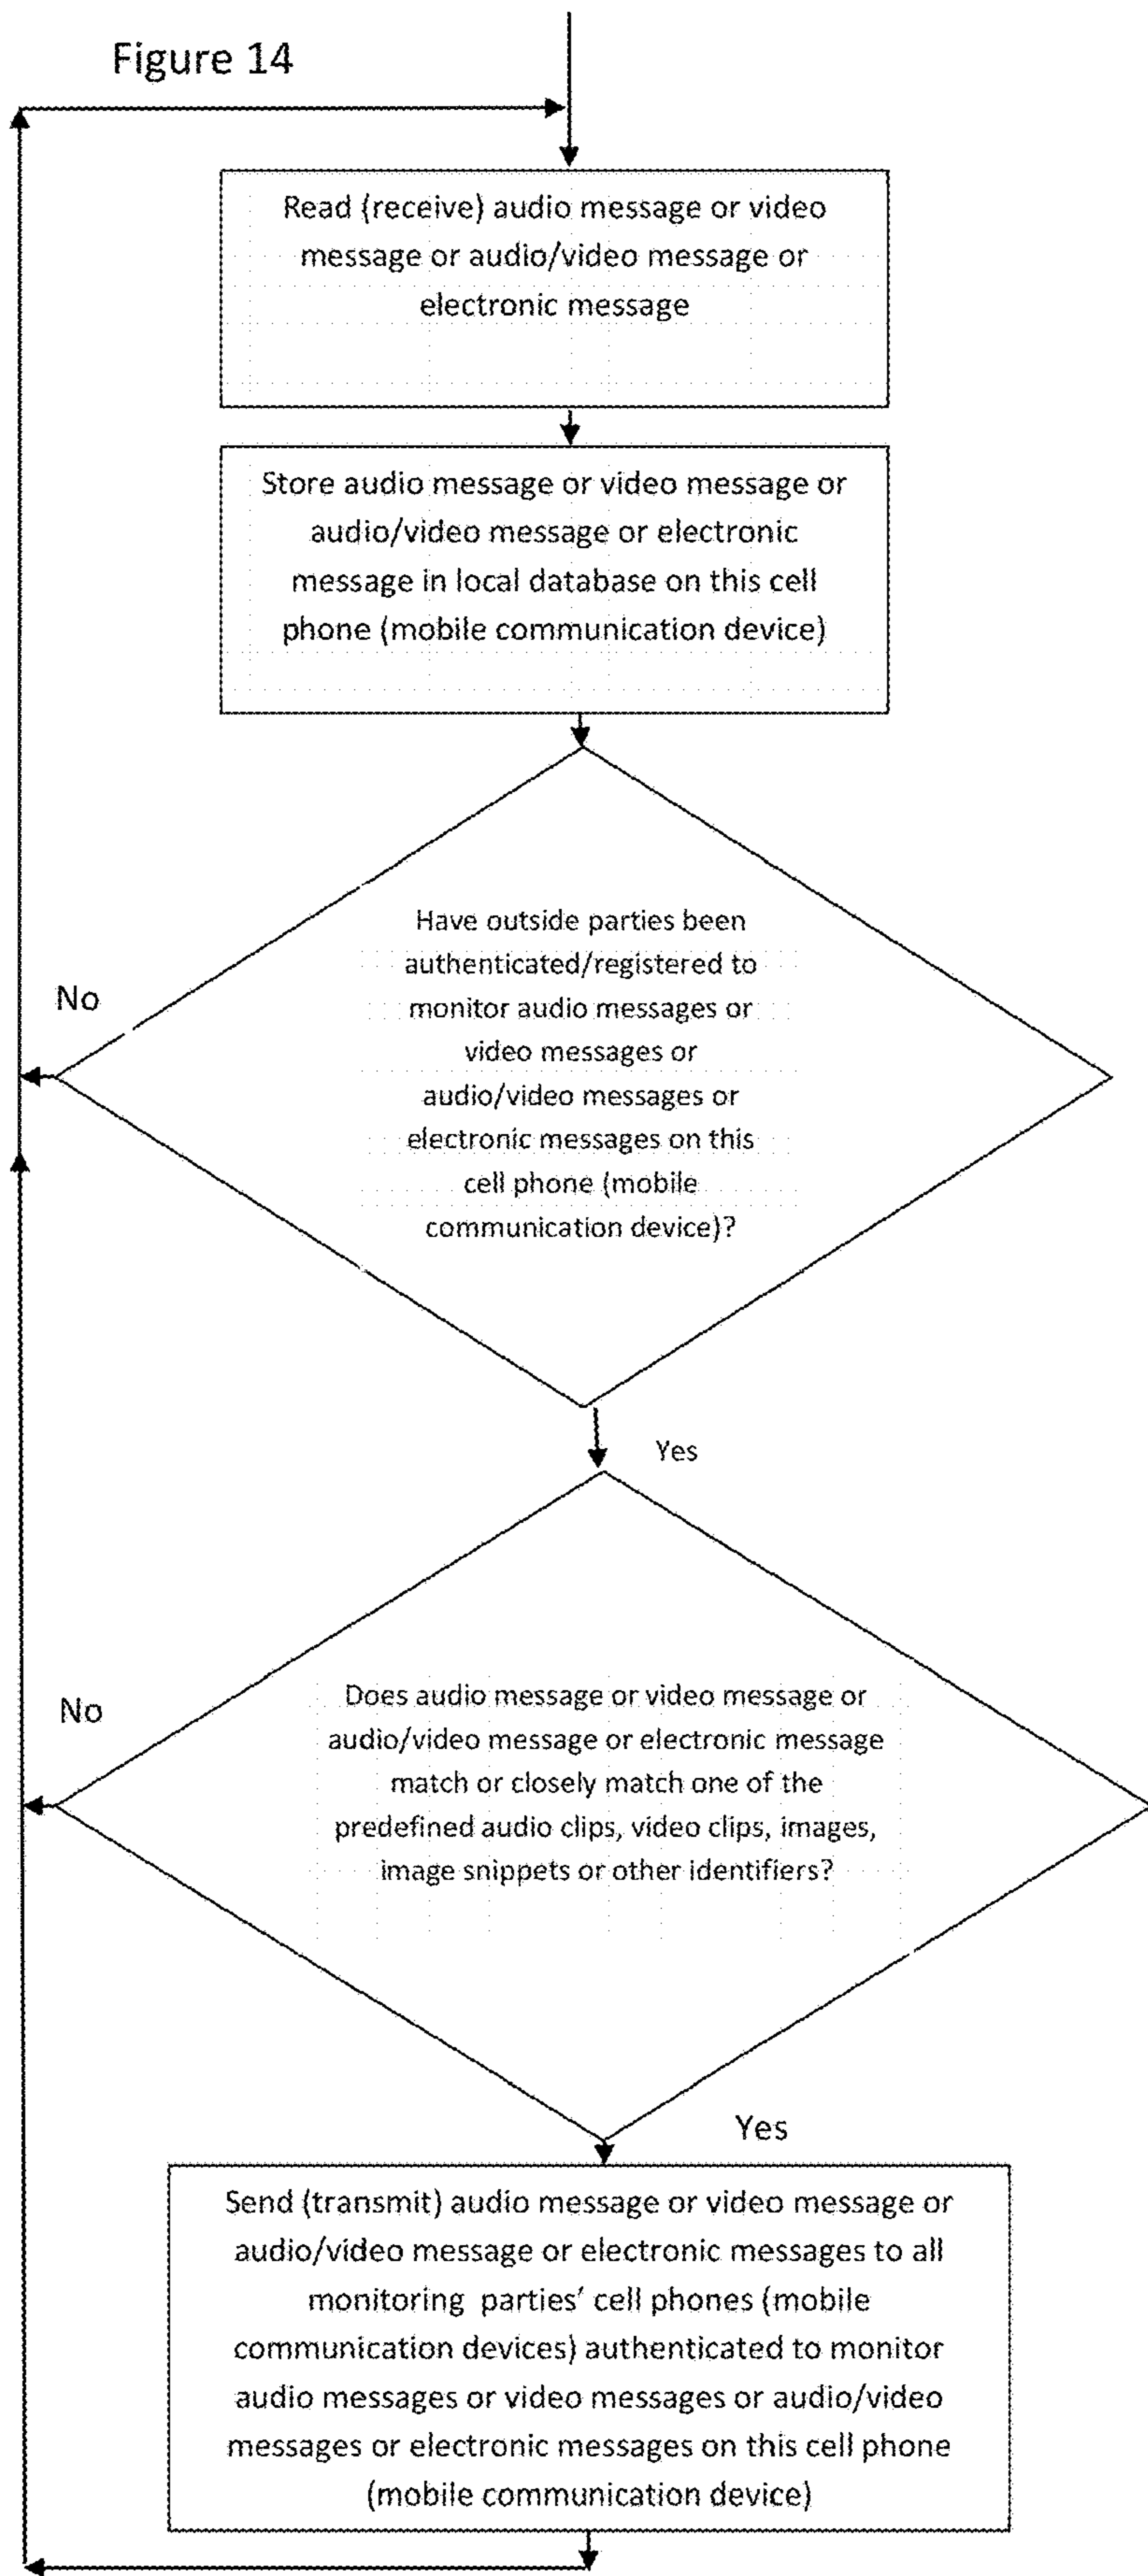 Figure 14
Read (receive) audio message or video
message or audio/video message or
electronic message
Store audio message or video message or
audio/video message or electronic
message in local database on this cell
phone (mobile communication device)
Have outside parties been
authenticated/registered to
monitor audio messages or
video messages or
audio/video messages or
electronic messages on this
cell phone (mobile
communication device)?
No
Yes
Does audio message or video message or
audio/video message or electronic message
match or closely match one of the
predefined audio clips, video clips, images,
image snippets or other identifiers?
No
Yes
Send (transmit) audio message or video message or
audio/video message or electronic messages to all
monitoring parties' cell phones (mobile
communication devices) authenticated to monitor
audio messages or video messages or audio/video
messages or electronic messages on this cell phone
(mobile communication device)